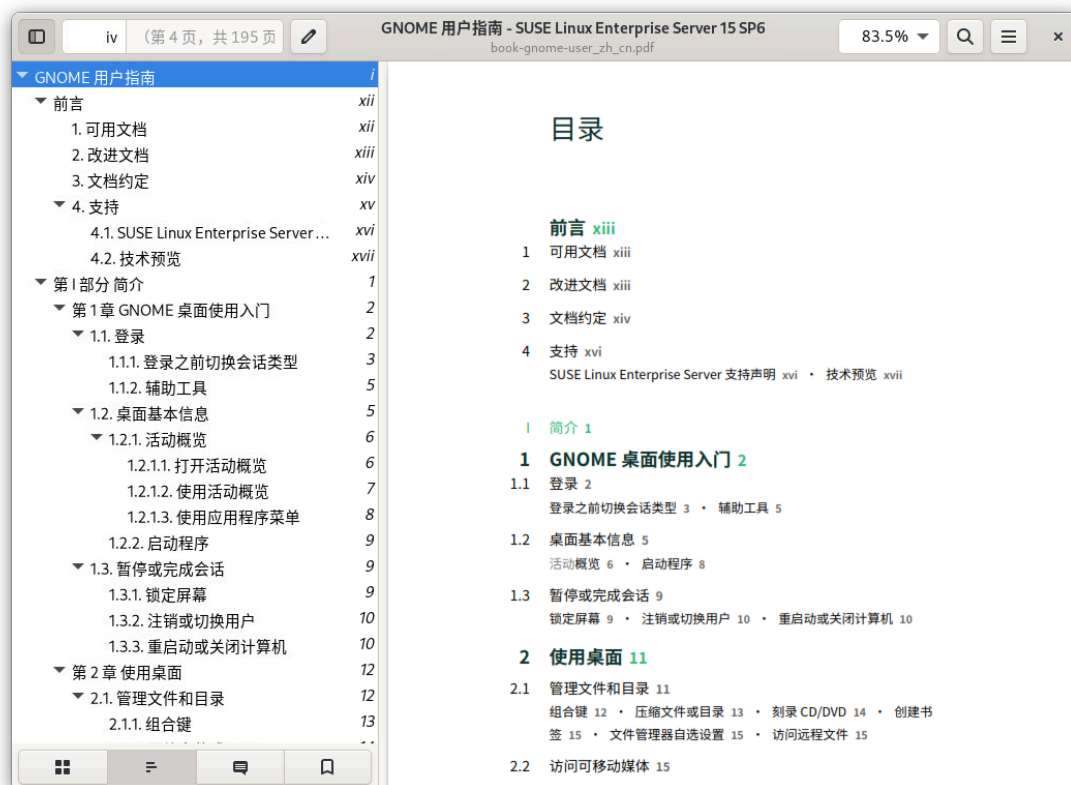 iv （第 4 页，共 195 页
GNOME 用户指南 - SUSE Linux Enterprise Server 15 SP6
book-gnome-user_zh_cn.pdf
83.5%
GNOME 用户指南 i
前言 xii
1. 可用文档 xii
2. 改进文档 xiii
3. 文档约定 xiv
4. 支持 xv
4.1. SUSE Linux Enterprise Server… xvi
4.2. 技术预览 xvii
第 I 部分 简介 1
第 1 章 GNOME 桌面使用入门 2
1.1. 登录 2
1.1.1. 登录之前切换会话类型 3
1.1.2. 辅助工具 5
1.2. 桌面基本信息 5
1.2.1. 活动概览 6
1.2.1.1. 打开活动概览 6
1.2.1.2. 使用活动概览 7
1.2.1.3. 使用应用程序菜单 8
1.2.2. 启动程序 9
1.3. 暂停或完成会话 9
1.3.1. 锁定屏幕 9
1.3.2. 注销或切换用户 10
1.3.3. 重启动或关闭计算机 10
第 2 章 使用桌面 12
2.1. 管理文件和目录 12
2.1.1. 组合键 13
目录
前言 xiii
1 可用文档 xiii
2 改进文档 xiii
3 文档约定 xiv
4 支持 xvi
SUSE Linux Enterprise Server 支持声明 xvi • 技术预览 xvii
I 简介 1
1 GNOME 桌面使用入门 2
1.1 登录 2
登录之前切换会话类型 3 • 辅助工具 5
1.2 桌面基本信息 5
活动概览 6 • 启动程序 8
1.3 暂停或完成会话 9
锁定屏幕 9 • 注销或切换用户 10 • 重启动或关闭计算机 10
2 使用桌面 11
2.1 管理文件和目录 11
组合键 12 • 压缩文件或目录 13 • 刻录 CD/DVD 14 • 创建书
签 15 • 文件管理器自选设置 15 • 访问远程文件 15
2.2 访问可移动媒体 15